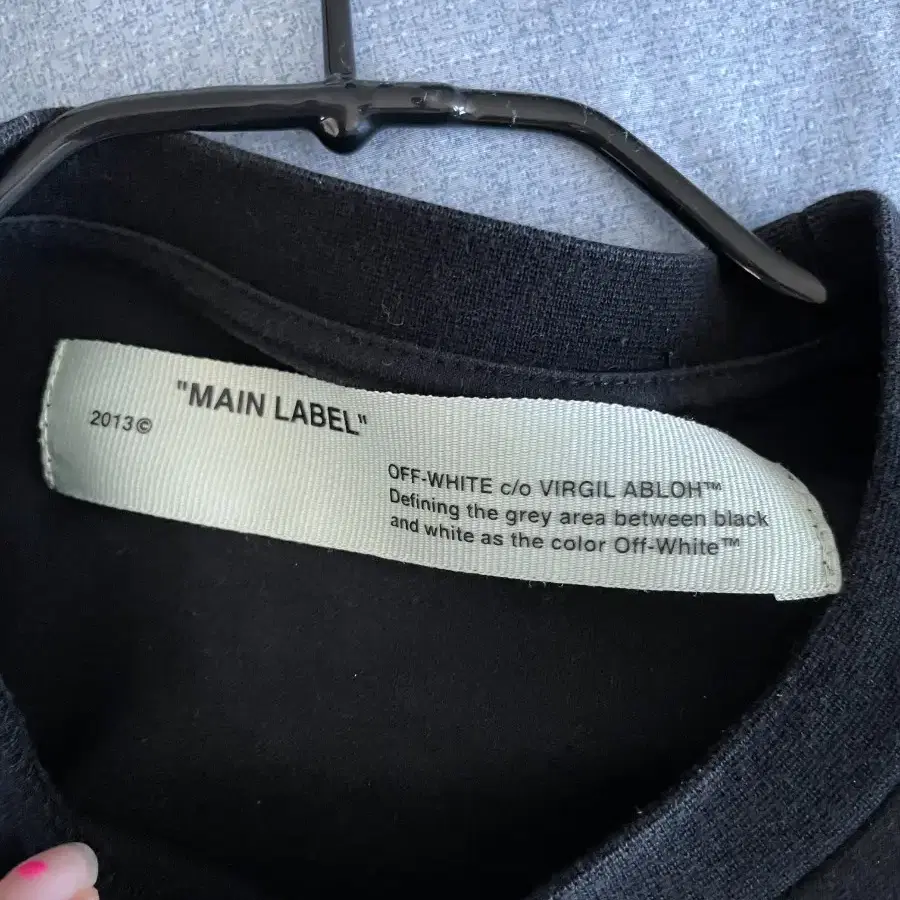 "MAIN LABEL"
2013©
OFF-WHITE c/o VIRGIL ABLOH™
Defining the grey area between black
and white as the color Off-White™